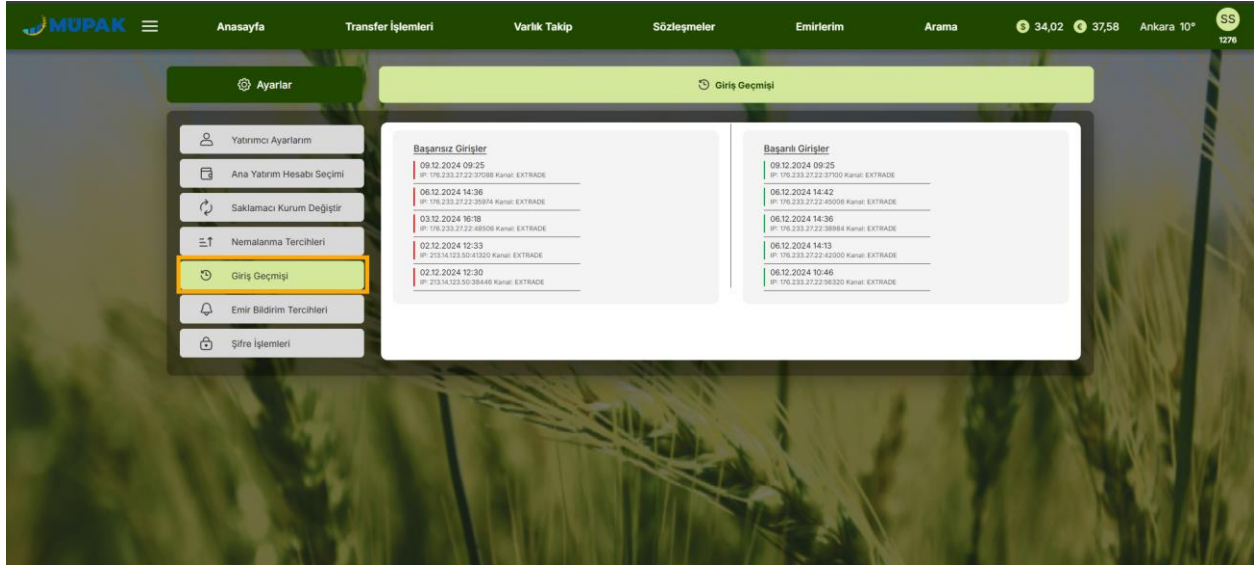 MÜPAK
Anasayfa
Transfer İşlemleri
Varlık Takip
Sözleşmeler
Emirlerim
Arama
$ 34,02 € 37,58
Ankara 10°
SS
1276
Ayarlar
Giriş Geçmişi
Yatırımcı Ayarlarım
Ana Yatırım Hesabı Seçimi
Saklamacı Kurum Değiştir
Nemalanma Tercihleri
Giriş Geçmişi
Emir Bildirim Tercihleri
Şifre İşlemleri
Başarısız Girişler
09.12.2024 09:25
IP: 176.233.27.22:37088 Kanal: EXTRADE
06.12.2024 14:36
IP: 176.233.27.22:35974 Kanal: EXTRADE
03.12.2024 16:18
IP: 176.233.27.22:48506 Kanal: EXTRADE
02.12.2024 12:33
IP: 213.14.123.50:41320 Kanal: EXTRADE
02.12.2024 12:30
IP: 213.14.123.50:38448 Kanal: EXTRADE
Başarılı Girişler
09.12.2024 09:25
IP: 176.233.27.22:37100 Kanal: EXTRADE
06.12.2024 14:42
IP: 176.233.27.22:45006 Kanal: EXTRADE
06.12.2024 14:36
IP: 176.233.27.22:38984 Kanal: EXTRADE
06.12.2024 14:13
IP: 176.233.27.22:42000 Kanal: EXTRADE
06.12.2024 10:46
IP: 176.233.27.22:56320 Kanal: EXTRADE